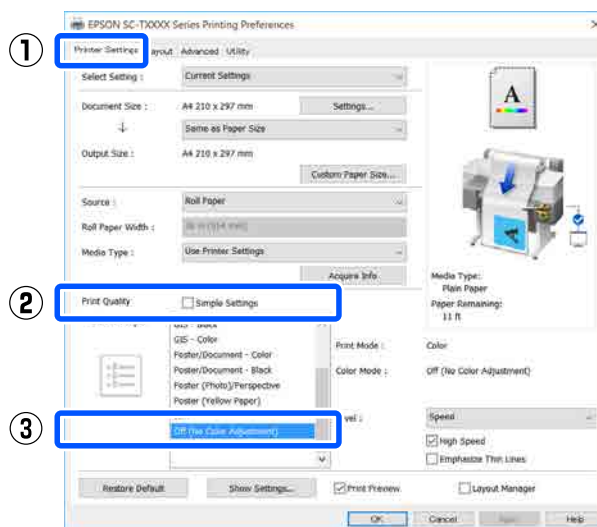 EPSON SC-TXXXX Series Printing Preferences
1
Printer Settings ayout Advanced Utility
Select Setting : Current Settings
Document Size : A4 210 x 297 mm Settings...
Same as Paper Size
Output Size : A4 210 x 297 mm
Custom Paper Size...
Source : Roll Paper
Roll Paper Width :
Media Type : Use Printer Settings
Acquire Info
A
Media Type:
Plain Paper
Paper Remaining:
11 ft
2
Print Quality Simple Settings
GIS - Color
Poster/Document - Color
Poster/Document - Black
Poster (Photo)/Perspective
Poster (Yellow Paper)
Print Mode : Color
Color Mode : Off (No Color Adjustment)
3
Off (No Color Adjustment)
Speed
High Speed
Emphasize Thin Lines
Restore Default Show Settings... Print Preview Layout Manager
OK Cancel Help